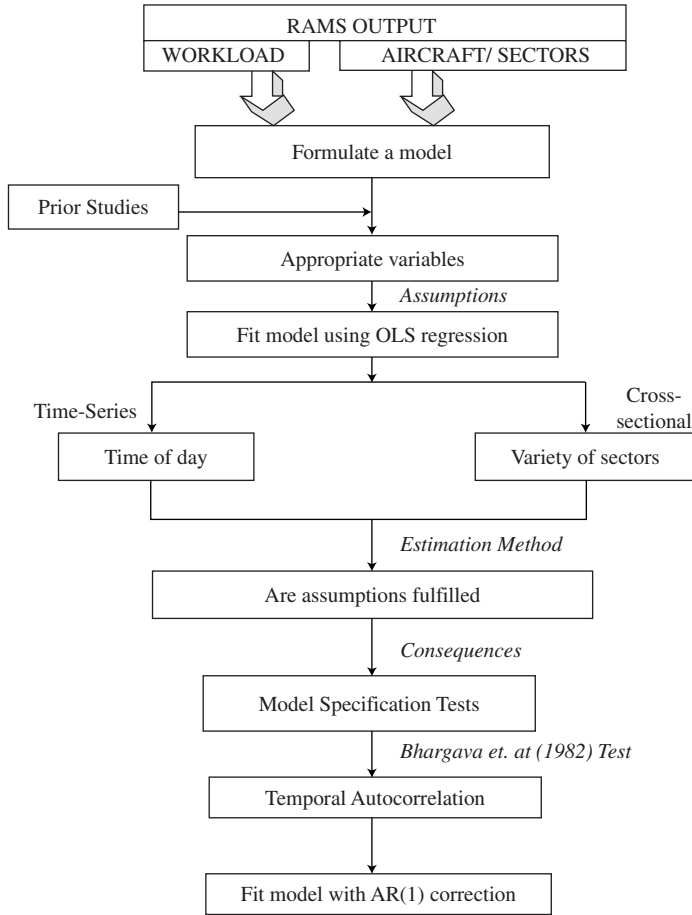 RAMS OUTPUT
WORKLOAD
AIRCRAFT/ SECTORS
Formulate a model
Prior Studies
Appropriate variables
Assumptions
Fit model using OLS regression
Time-Series
Cross-
sectional
Time of day
Variety of sectors
Estimation Method
Are assumptions fulfilled
Consequences
Model Specification Tests
Bhargava et. at (1982) Test
Temporal Autocorrelation
Fit model with AR(1) correction